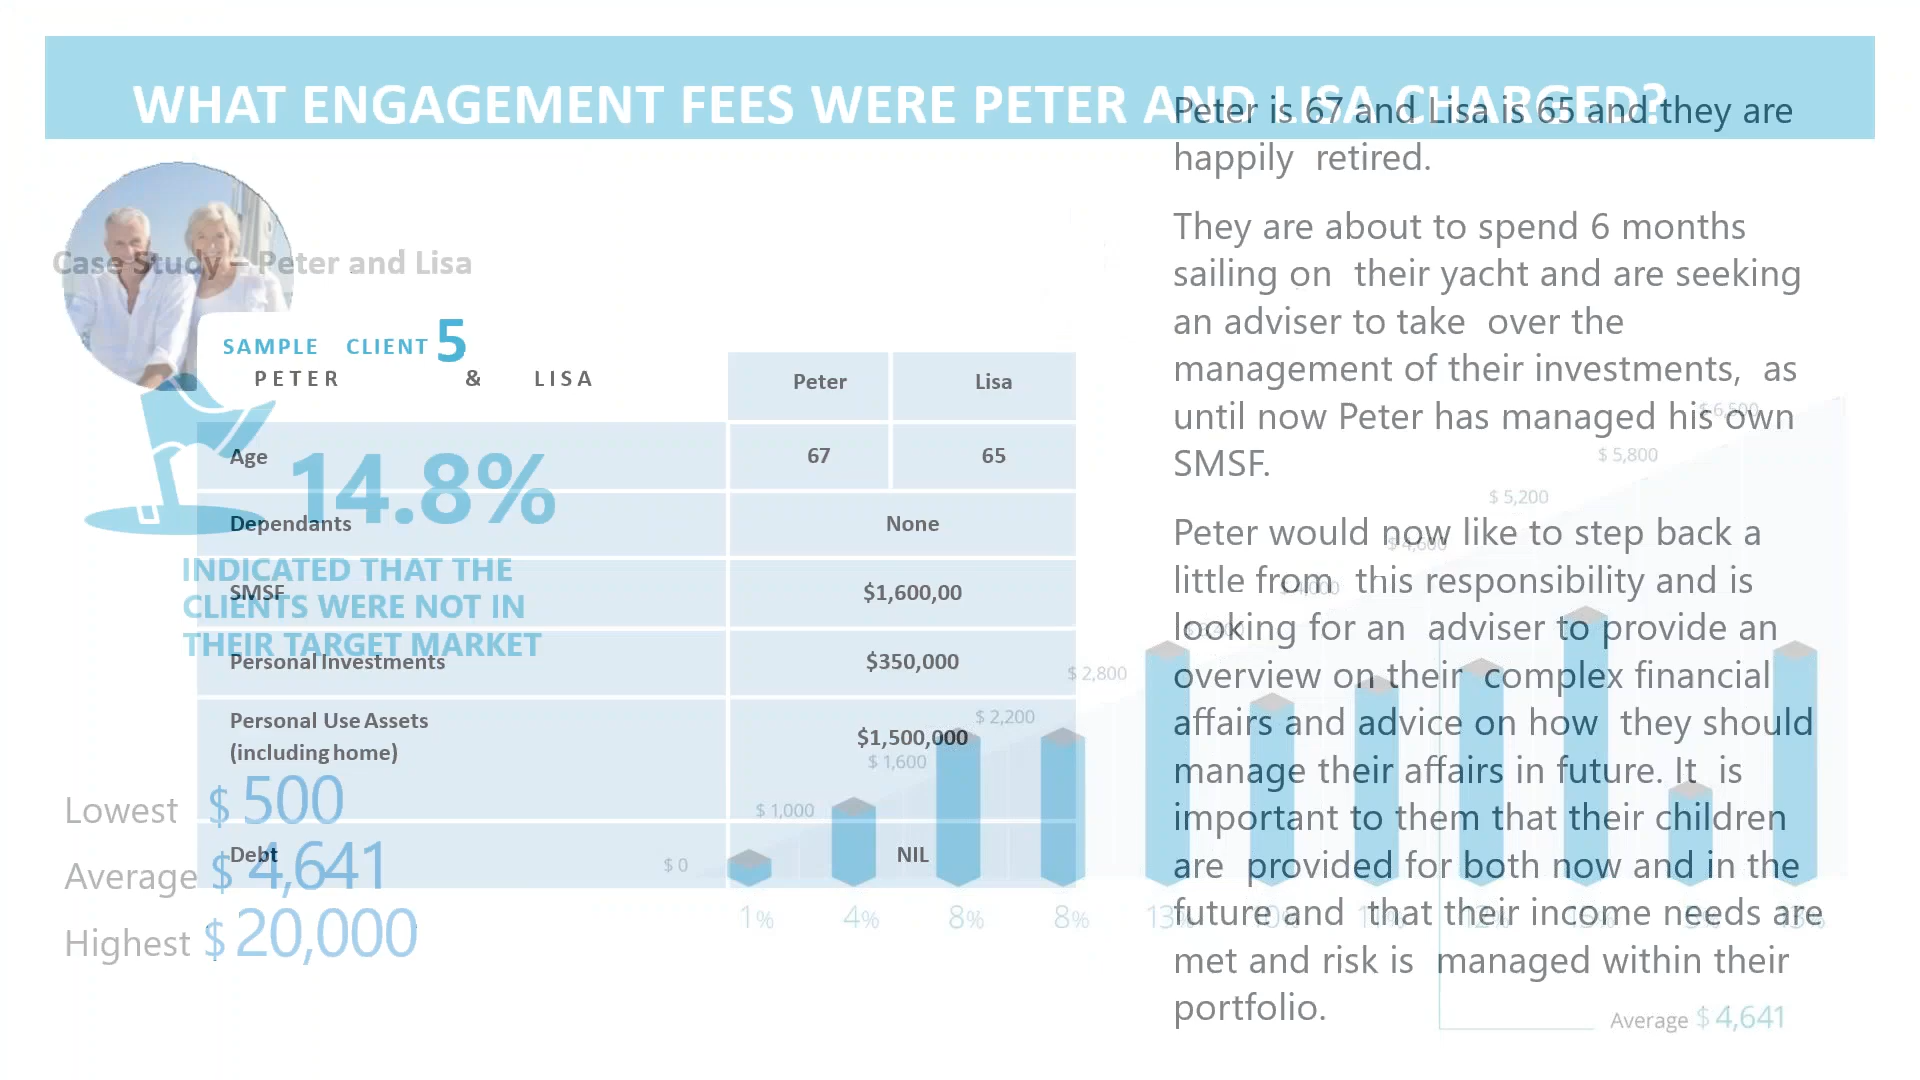 WHAT ENGAGEMENT FEES WERE PETER AND LISA CHARGED?
Case Study – Peter and Lisa
SAMPLE CLIENT 5
PETER & LISA
14.8%
INDICATED THAT THE
CLIENTS WERE NOT IN
THEIR TARGET MARKET
Peter Lisa
Age 67 65
Dependants None
SMSF $1,600,00
Personal Investments $350,000
Personal Use Assets
(including home) $1,500,000
Debt NIL
Lowest $ 500
Average $ 4,641
Highest $ 20,000
Peter is 67 and Lisa is 65 and they are
happily retired.
They are about to spend 6 months
sailing on their yacht and are seeking
an adviser to take over the
management of their investments, as
until now Peter has managed his own
SMSF.
Peter would now like to step back a
little from this responsibility and is
looking for an adviser to provide an
overview on their complex financial
affairs and advice on how they should
manage their affairs in future. It is
important to them that their children
are provided for both now and in the
future and that their income needs are
met and risk is managed within their
portfolio.
$ 0
$ 1,000
$ 1,600
$ 2,200
$ 2,800
$ 4,000
$ 4,600
$ 5,200
$ 5,800
$ 6,500
1% 4% 8% 8% 13%
Average $ 4,641